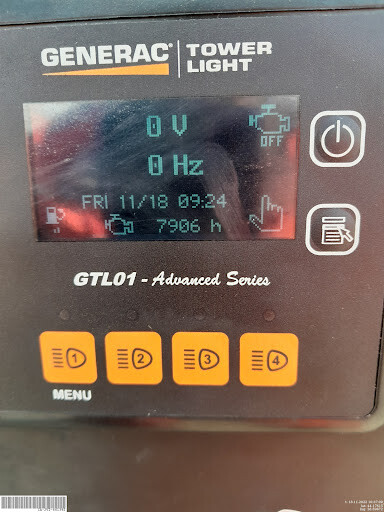 GENERAC® TOWER
LIGHT
0 V
OFF
0 Hz
FRI 11/18 09:24
7906 h
GTL01 - Advanced Series
1 2 3 4
MENU